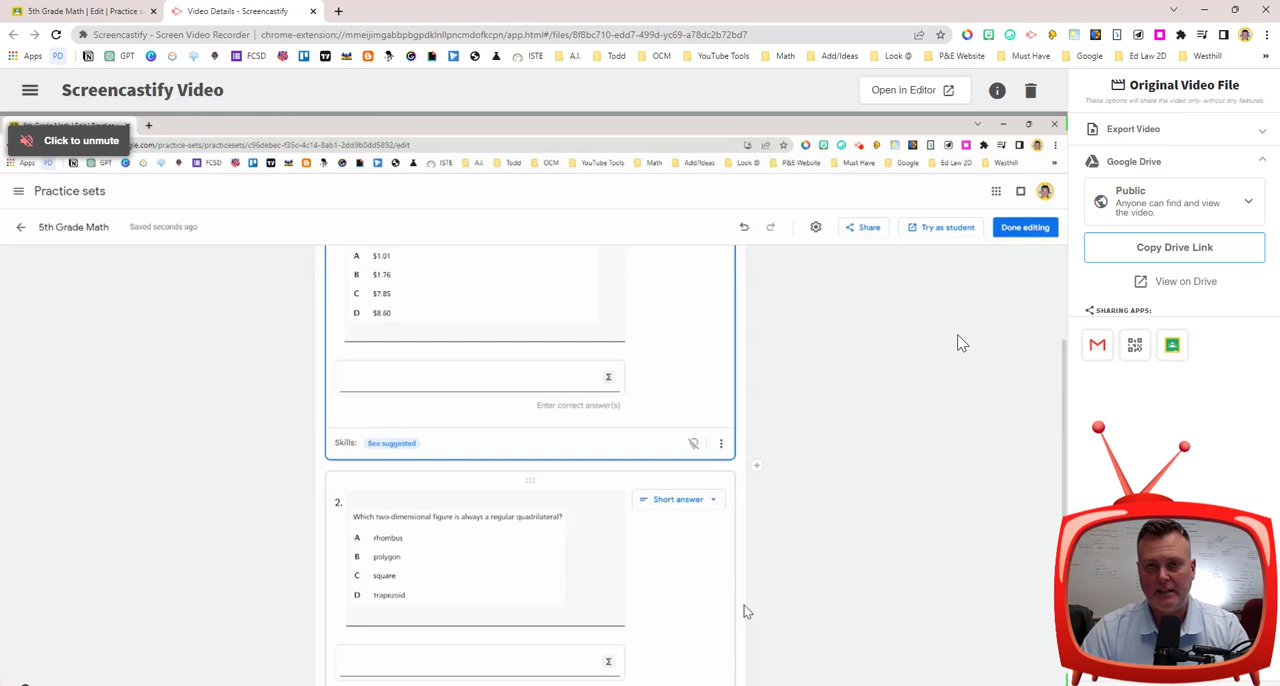 5th Grade Math | Edit | Practice s
Video Details - Screencastify
Screencastify - Screen Video Recorder | chrome-extension://mmeijimgabbpbgpdklnllpncmdofkcpn/app.html#/files/8f8bc710-edd7-499d-yc69-a78dc2b72bd7
Apps PD GPT FCSD ISTE A.I. Todd OCM YouTube Tools Math Add/Ideas Look @ P&E Website Must Have Google Ed Law 2D Westhill
Screencastify Video
Open in Editor
Original Video File
These options will share the video only-without any features.
Click to unmute
.com/practice-sets/practicesets/c96debec-f35c-4c14-8ab1-2dd9b0dd5892/edit
Export Video
Apps PD GPT FCSD ISTE A.I. Todd OCM YouTube Tools Math Add/Ideas Look @ P&E Website Must Have Google Ed Law 2D Westhill
Google Drive
Practice sets
Public
Anyone can find and view
the video.
5th Grade Math
Saved seconds ago
Share
Try as student
Done editing
Copy Drive Link
A $1.01
B $1.76
View on Drive
C $7.85
D $8.60
SHARING APPS:
Σ
Enter correct answer(s)
Skills: See suggested
2.
Short answer
Which two-dimensional figure is always a regular quadrilateral?
A rhombus
B polygon
C square
D trapezoid
Σ